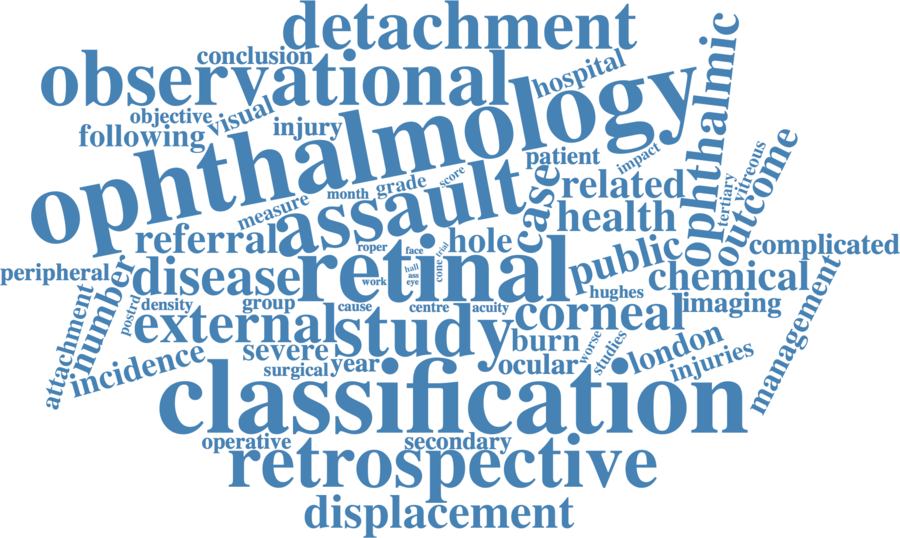 detachment
conclusion
observational
hospital
ophthalmic
objective
visual
following
injury
ophthalmology
patient
impact
vitreous
tertiary
outcome
month
grade
score
measure
assault
case
related
health
referral
roper
face
trial
hole
public
complicated
peripheral
number
disease
retinal
work
hall
ass
eye
cone
chemical
hughes
imaging
management
attachment
postrd
density
group
cause
centre
acuity
external
study
corneal
burn
worse
studies
london
injuries
incidence
severe
year
surgical
ocular
classification
operative
secondary
retrospective
displacement